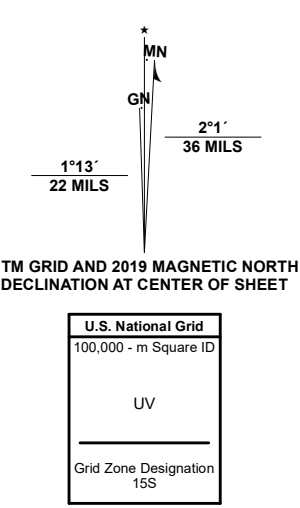 MN
GN
2°1´
36 MILS
1°13´
22 MILS
TM GRID AND 2019 MAGNETIC NORTH
DECLINATION AT CENTER OF SHEET
U.S. National Grid
100,000 - m Square ID
UV
Grid Zone Designation
15S